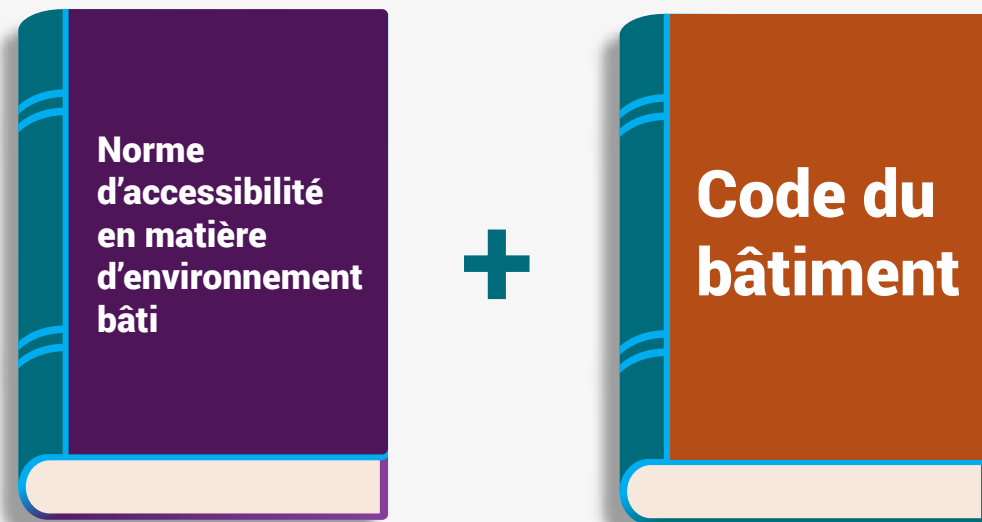 Norme
d’accessibilité
en matière
d’environnement
bâti
+
Code du
bâtiment